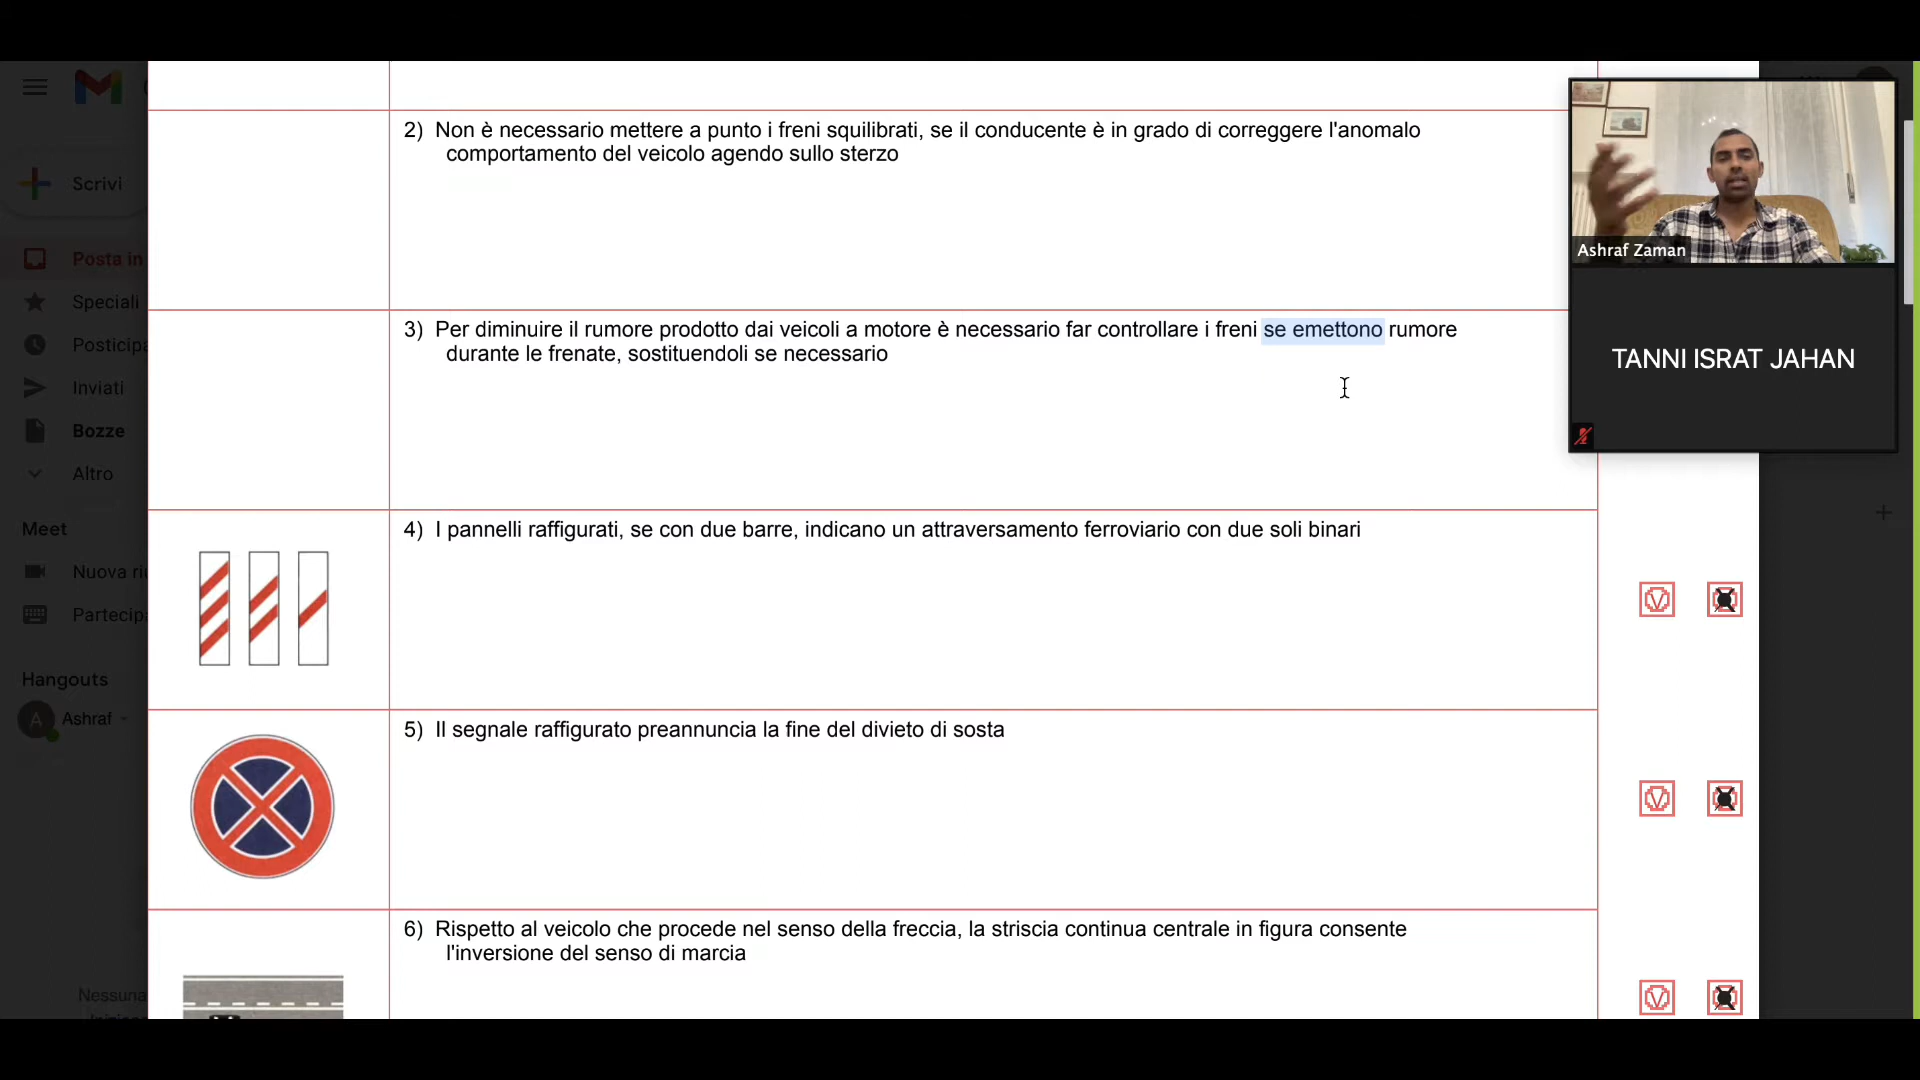 2) Non è necessario mettere a punto i freni squilibrati, se il conducente è in grado di correggere l'anomalo
comportamento del veicolo agendo sullo sterzo
3) Per diminuire il rumore prodotto dai veicoli a motore è necessario far controllare i freni se emettono rumore
durante le frenate, sostituendoli se necessario
4) I pannelli raffigurati, se con due barre, indicano un attraversamento ferroviario con due soli binari
V
5) Il segnale raffigurato preannuncia la fine del divieto di sosta
V
6) Rispetto al veicolo che procede nel senso della freccia, la striscia continua centrale in figura consente
l'inversione del senso di marcia
V
Scrivi
Posta in
Speciali
Posticipa
Inviati
Bozze
Altro
Meet
Nuova ri
Partecipa
Hangouts
A Ashraf
Nessuna
Ashraf Zaman
TANNI ISRAT JAHAN